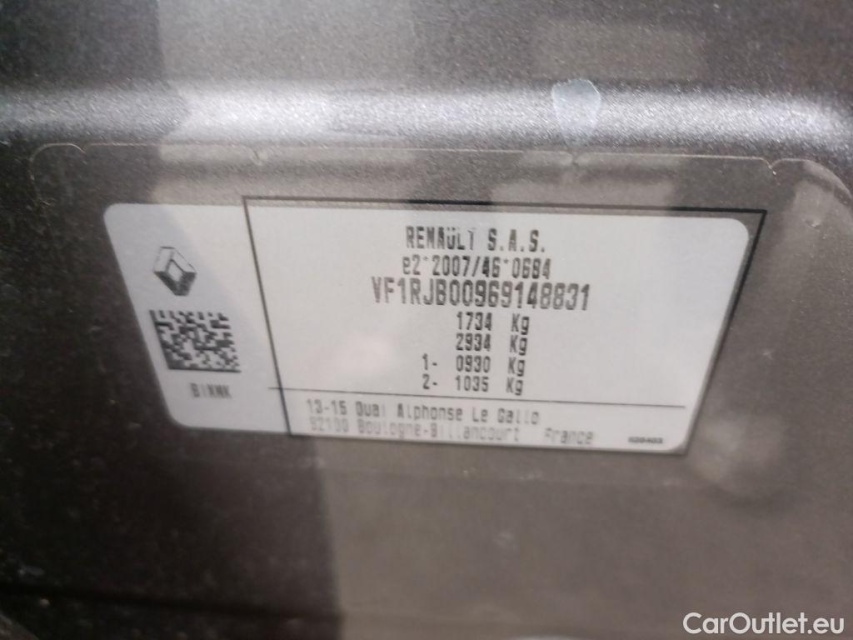 RENAULT S.A.S.
e2*2007/46*0684
VF1RJB00969148831
1734 Kg
2934 Kg
1- 0930 Kg
2- 1035 Kg
13-15 Quai Alphonse Le Gallo
92100 Boulogne-Billancourt France
CarOutlet.eu